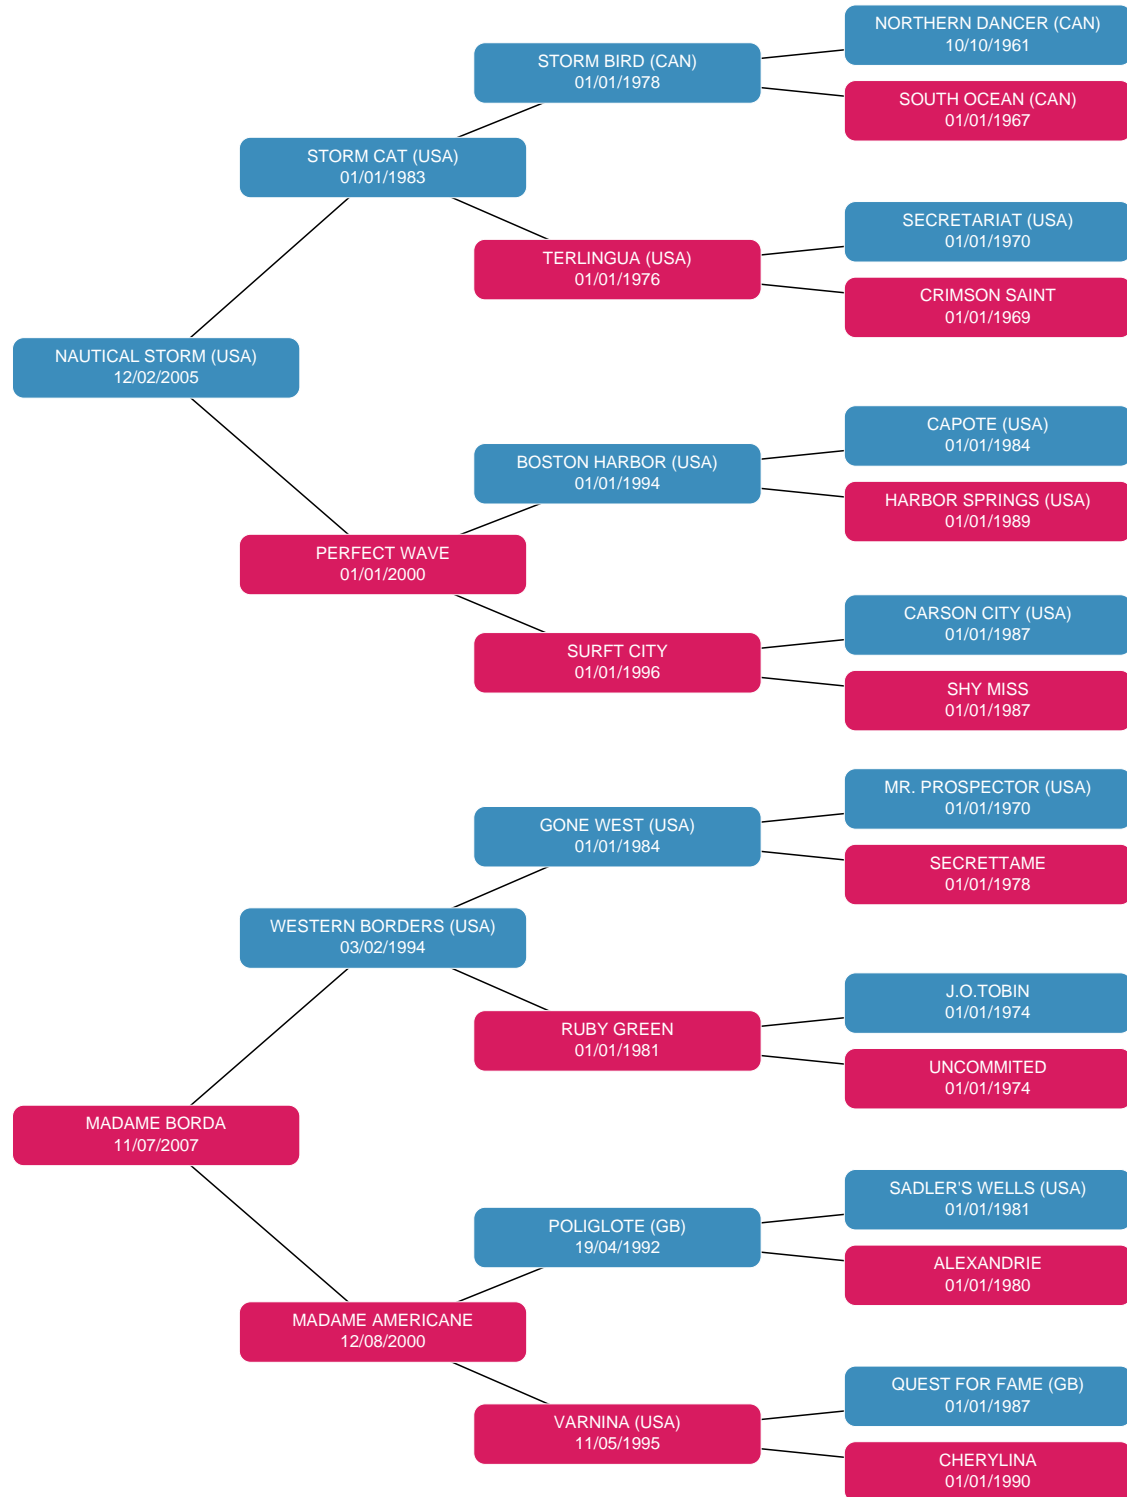 NORTHERN DANCER (CAN)
10/10/1961
STORM BIRD (CAN)
01/01/1978
SOUTH OCEAN (CAN)
01/01/1967
STORM CAT (USA)
01/01/1983
SECRETARIAT (USA)
01/01/1970
TERLINGUA (USA)
01/01/1976
CRIMSON SAINT
01/01/1969
NAUTICAL STORM (USA)
12/02/2005
CAPOTE (USA)
01/01/1984
BOSTON HARBOR (USA)
01/01/1994
HARBOR SPRINGS (USA)
01/01/1989
PERFECT WAVE
01/01/2000
CARSON CITY (USA)
01/01/1987
SURFT CITY
01/01/1996
SHY MISS
01/01/1987
MR. PROSPECTOR (USA)
01/01/1970
GONE WEST (USA)
01/01/1984
SECRETTAME
01/01/1978
WESTERN BORDERS (USA)
03/02/1994
J.O.TOBIN
01/01/1974
RUBY GREEN
01/01/1981
UNCOMMITED
01/01/1974
MADAME BORDA
11/07/2007
SADLER'S WELLS (USA)
01/01/1981
POLIGLOTE (GB)
19/04/1992
ALEXANDRIE
01/01/1980
MADAME AMERICANE
12/08/2000
QUEST FOR FAME (GB)
01/01/1987
VARNINA (USA)
11/05/1995
CHERYLINA
01/01/1990